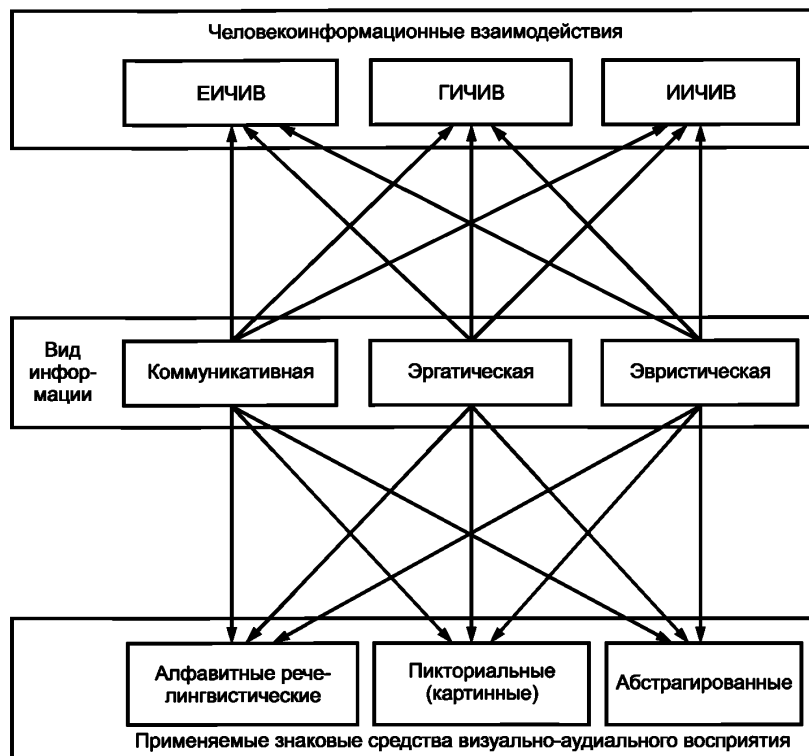 Человекоинформационные взаимодействия
ЕИЧИВ
ГИЧИВ
ИИЧИВ
Вид
инфор-
мации
Коммуникативная
Эргатическая
Эвристическая
Алфавитные рече-
лингвистические
Пикториальные
(картинные)
Абстрагированные
Применяемые знаковые средства визуально-аудиального восприятия